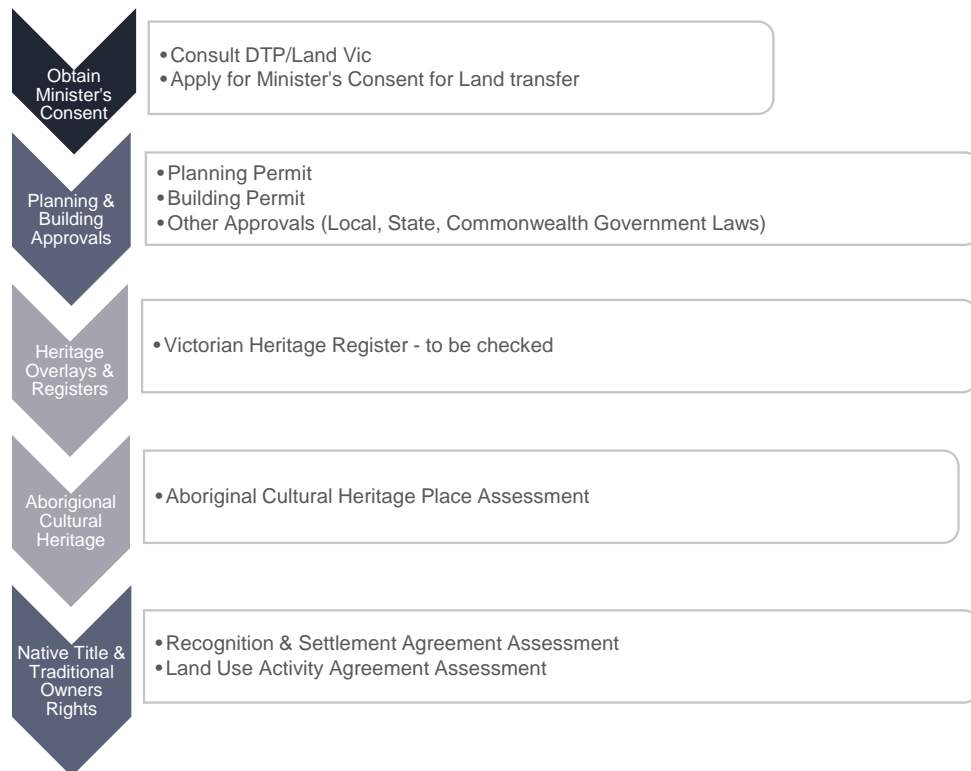 Obtain
Minister's
Consent
•Consult DTP/Land Vic
•Apply for Minister's Consent for Land transfer
Planning &
Building
Approvals
•Planning Permit
•Building Permit
•Other Approvals (Local, State, Commonwealth Government Laws)
Heritage
Overlays &
Registers
•Victorian Heritage Register - to be checked
Aborigional
Cultural
Heritage
•Aboriginal Cultural Heritage Place Assessment
Native Title &
Traditional
Owners
Rights
•Recognition & Settlement Agreement Assessment
•Land Use Activity Agreement Assessment